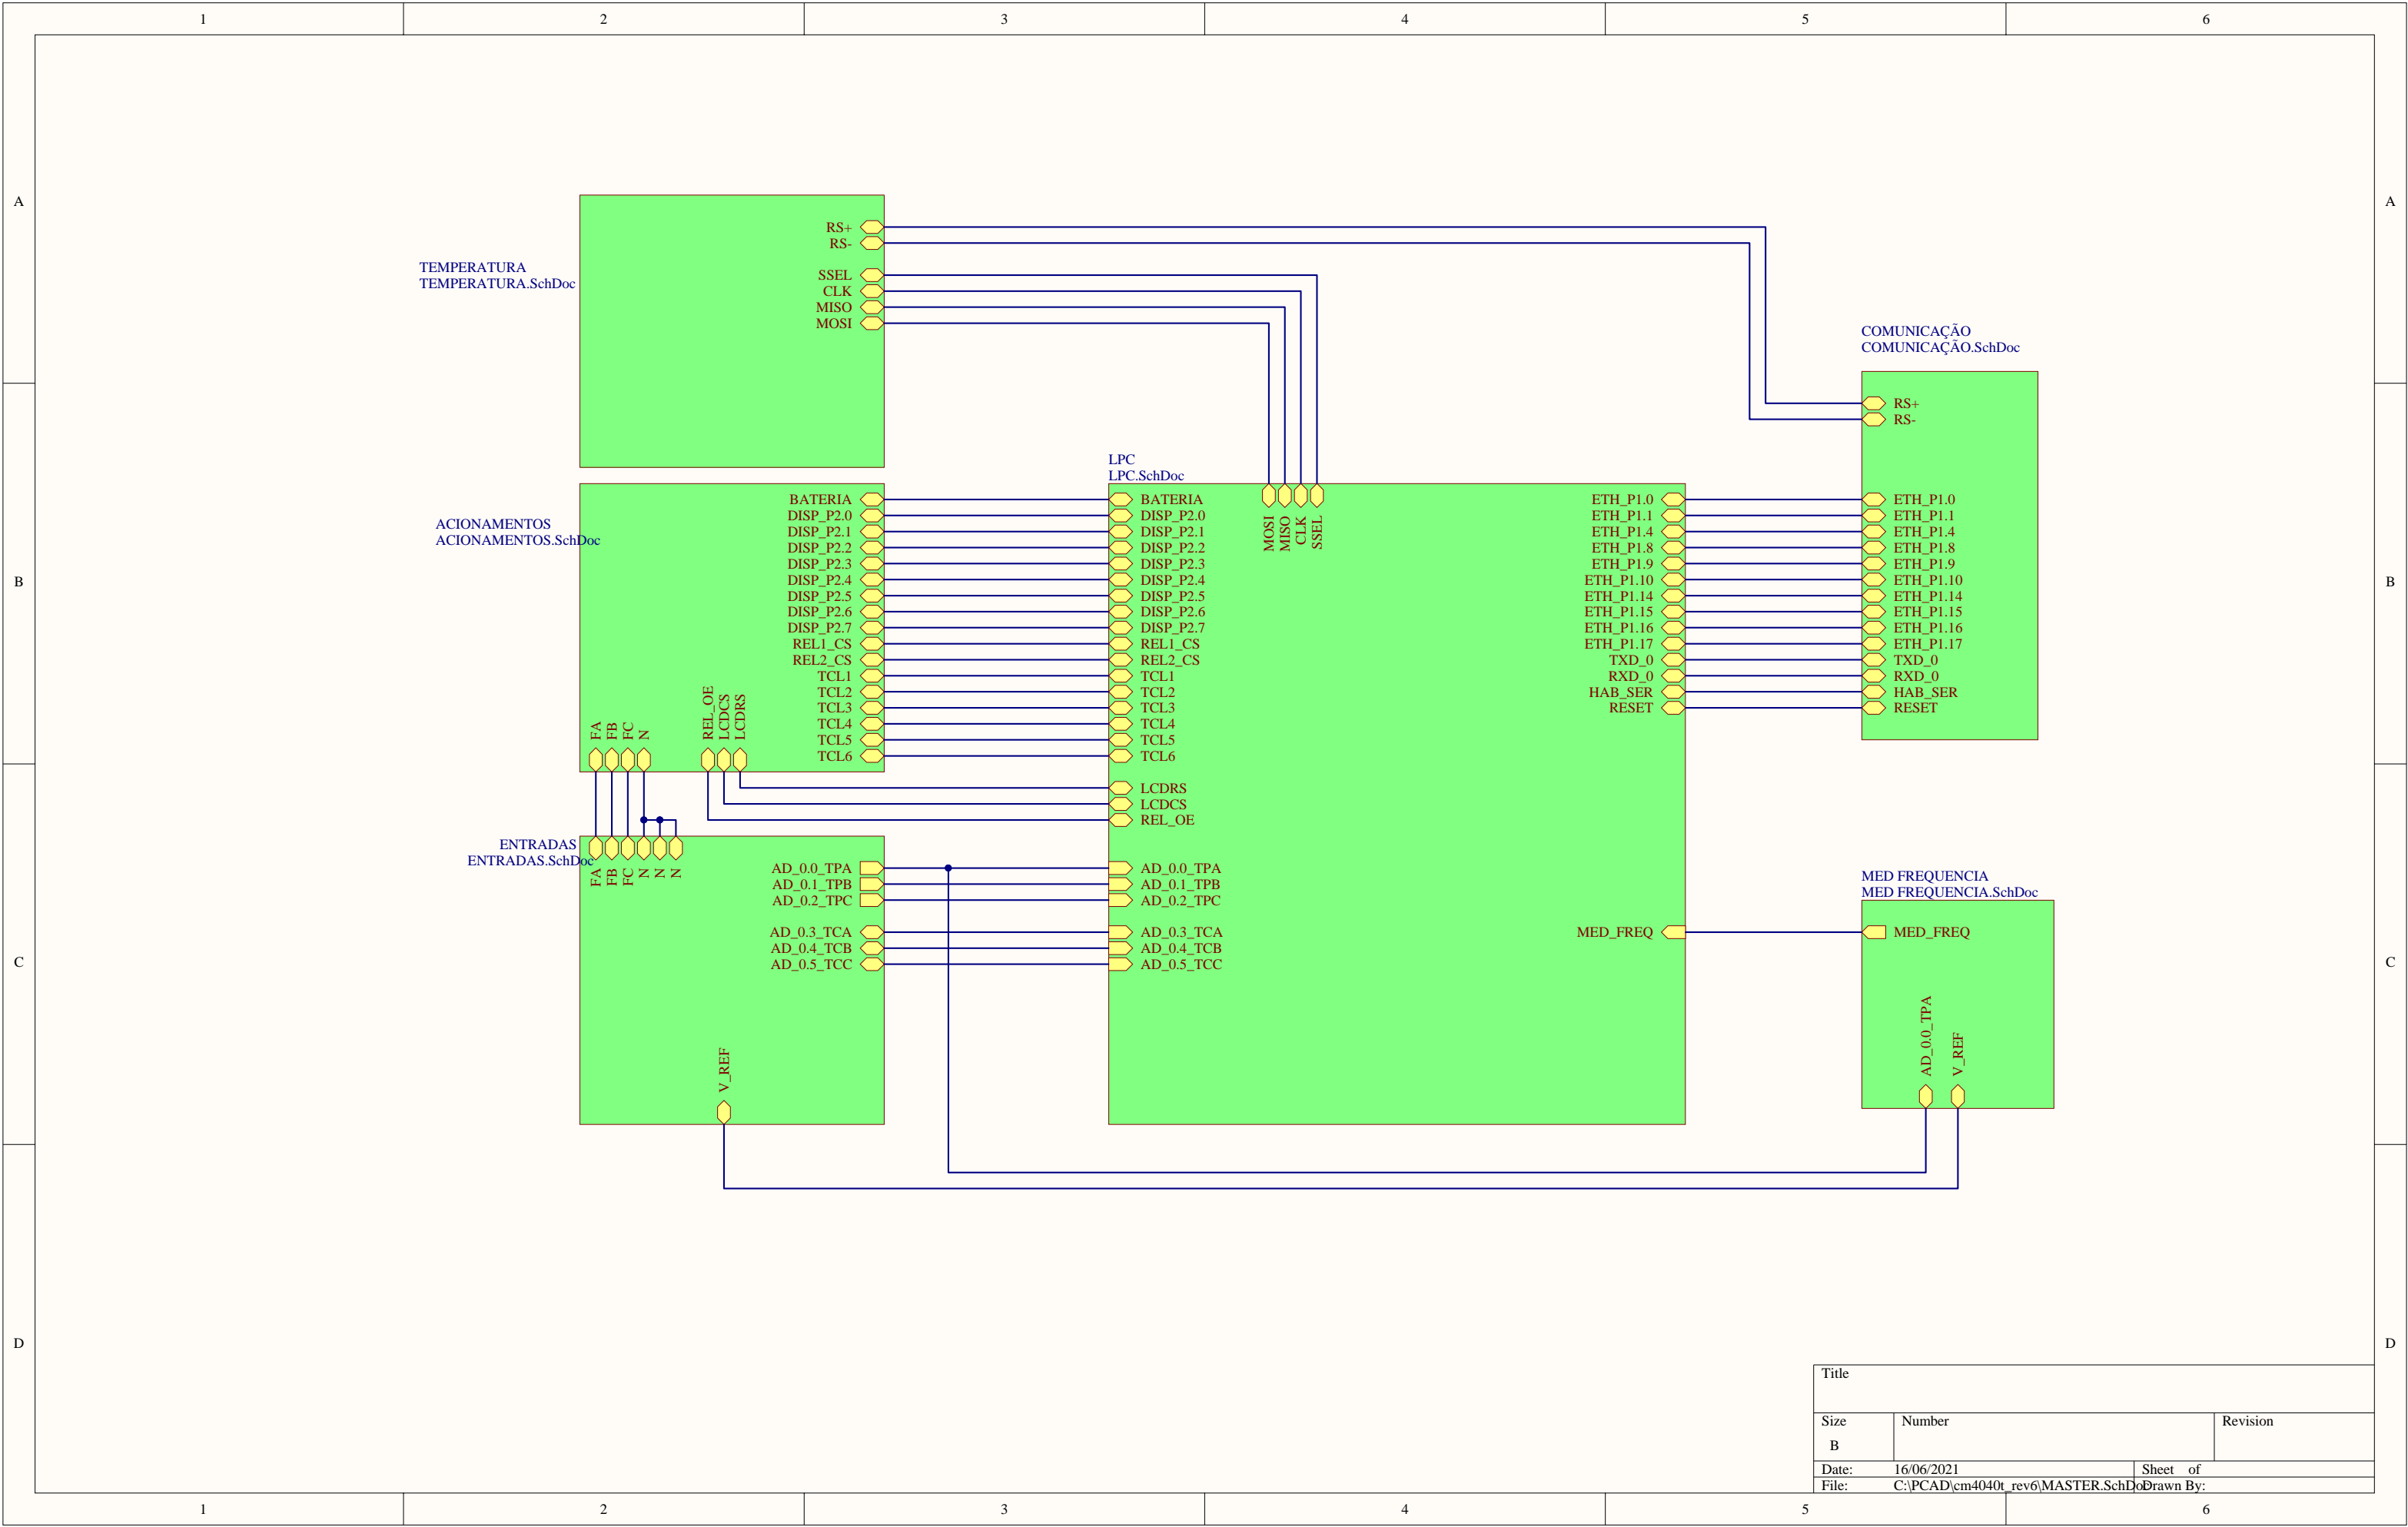 1 2 3 4 5 6
A A
RS+
RS-
TEMPERATURA
TEMPERATURA.SchDoc
SSEL
CLK
MISO
MOSI
COMUNICAÇÃO
COMUNICAÇÃO.SchDoc
RS+
RS-
LPC
LPC.SchDoc
ACIONAMENTOS
ACIONAMENTOS.SchDoc
BATERIA
DISP_P2.0
DISP_P2.1
DISP_P2.2
DISP_P2.3
DISP_P2.4
DISP_P2.5
DISP_P2.6
DISP_P2.7
REL1_CS
REL2_CS
TCL1
TCL2
TCL3
TCL4
TCL5
TCL6
FA
FB
FC
N
REL_OE
LCDCS
LCDRS
BATERIA
DISP_P2.0
DISP_P2.1
DISP_P2.2
DISP_P2.3
DISP_P2.4
DISP_P2.5
DISP_P2.6
DISP_P2.7
REL1_CS
REL2_CS
TCL1
TCL2
TCL3
TCL4
TCL5
TCL6
LCDRS
LCDCS
REL_OE
MOSI
MISO
CLK
SSEL
ETH_P1.0
ETH_P1.1
ETH_P1.4
ETH_P1.8
ETH_P1.9
ETH_P1.10
ETH_P1.14
ETH_P1.15
ETH_P1.16
ETH_P1.17
TXD_0
RXD_0
HAB_SER
RESET
ETH_P1.0
ETH_P1.1
ETH_P1.4
ETH_P1.8
ETH_P1.9
ETH_P1.10
ETH_P1.14
ETH_P1.15
ETH_P1.16
ETH_P1.17
TXD_0
RXD_0
HAB_SER
RESET
B B
ENTRADAS
ENTRADAS.SchDoc
FA
FB
FC
N
N
N
AD_0.0_TPA
AD_0.1_TPB
AD_0.2_TPC
AD_0.3_TCA
AD_0.4_TCB
AD_0.5_TCC
V_REF
AD_0.0_TPA
AD_0.1_TPB
AD_0.2_TPC
AD_0.3_TCA
AD_0.4_TCB
AD_0.5_TCC
MED_FREQ
MED FREQUENCIA
MED FREQUENCIA.SchDoc
MED_FREQ
AD_0.0_TPA
V_REF
C C
D D
Title
Size Number Revision
B
Date: 16/06/2021 Sheet of
File: C:\PCAD\cm4040t_rev6\MASTER.SchDoc Drawn By:
1 2 3 4 5 6